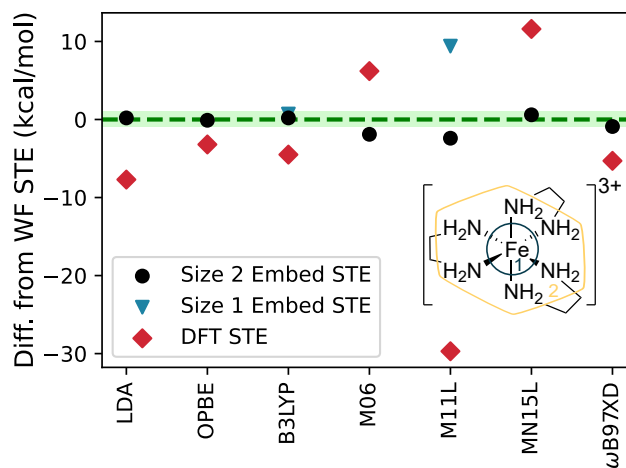 Diff. from WF STE (kcal/mol)
10
0
−10
−20
−30
Size 2 Embed STE
Size 1 Embed STE
DFT STE
3+
NH2
H2N NH2
Fe
1
H2N NH2
NH2 2
LDA
OPBE
B3LYP
M06
M11L
MN15L
ωB97XD